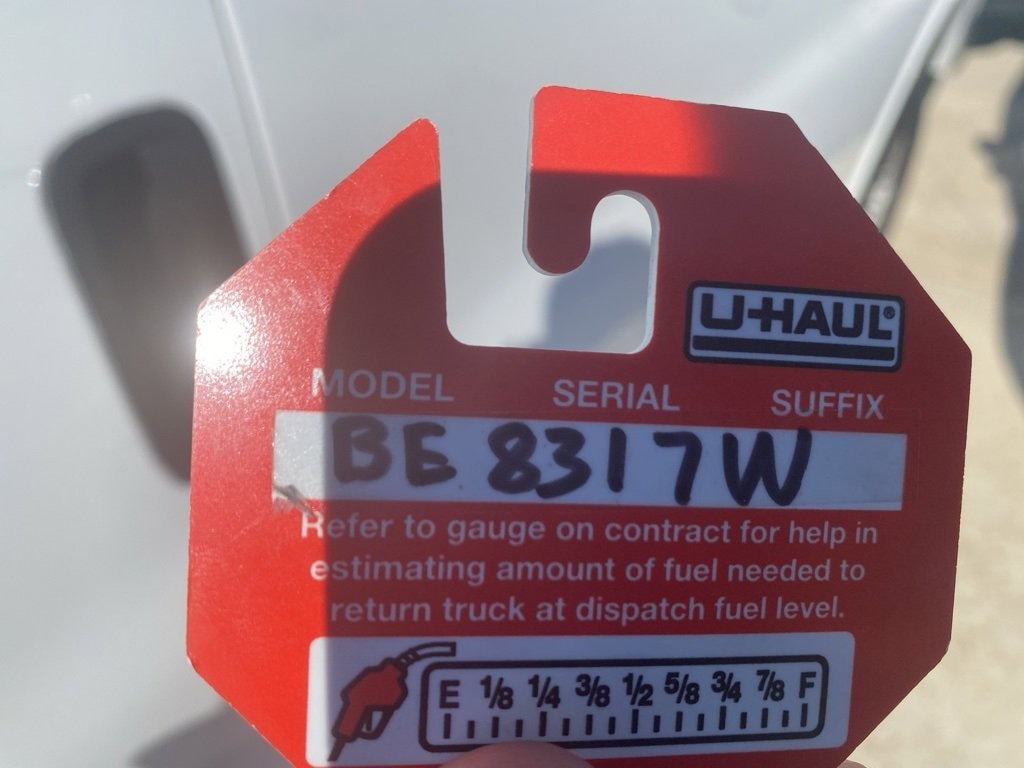 U-HAUL®
MODEL SERIAL SUFFIX
BE 8317W
Refer to gauge on contract for help in
estimating amount of fuel needed to
return truck at dispatch fuel level.
E 1/8 1/4 3/8 1/2 5/8 3/4 7/8 F